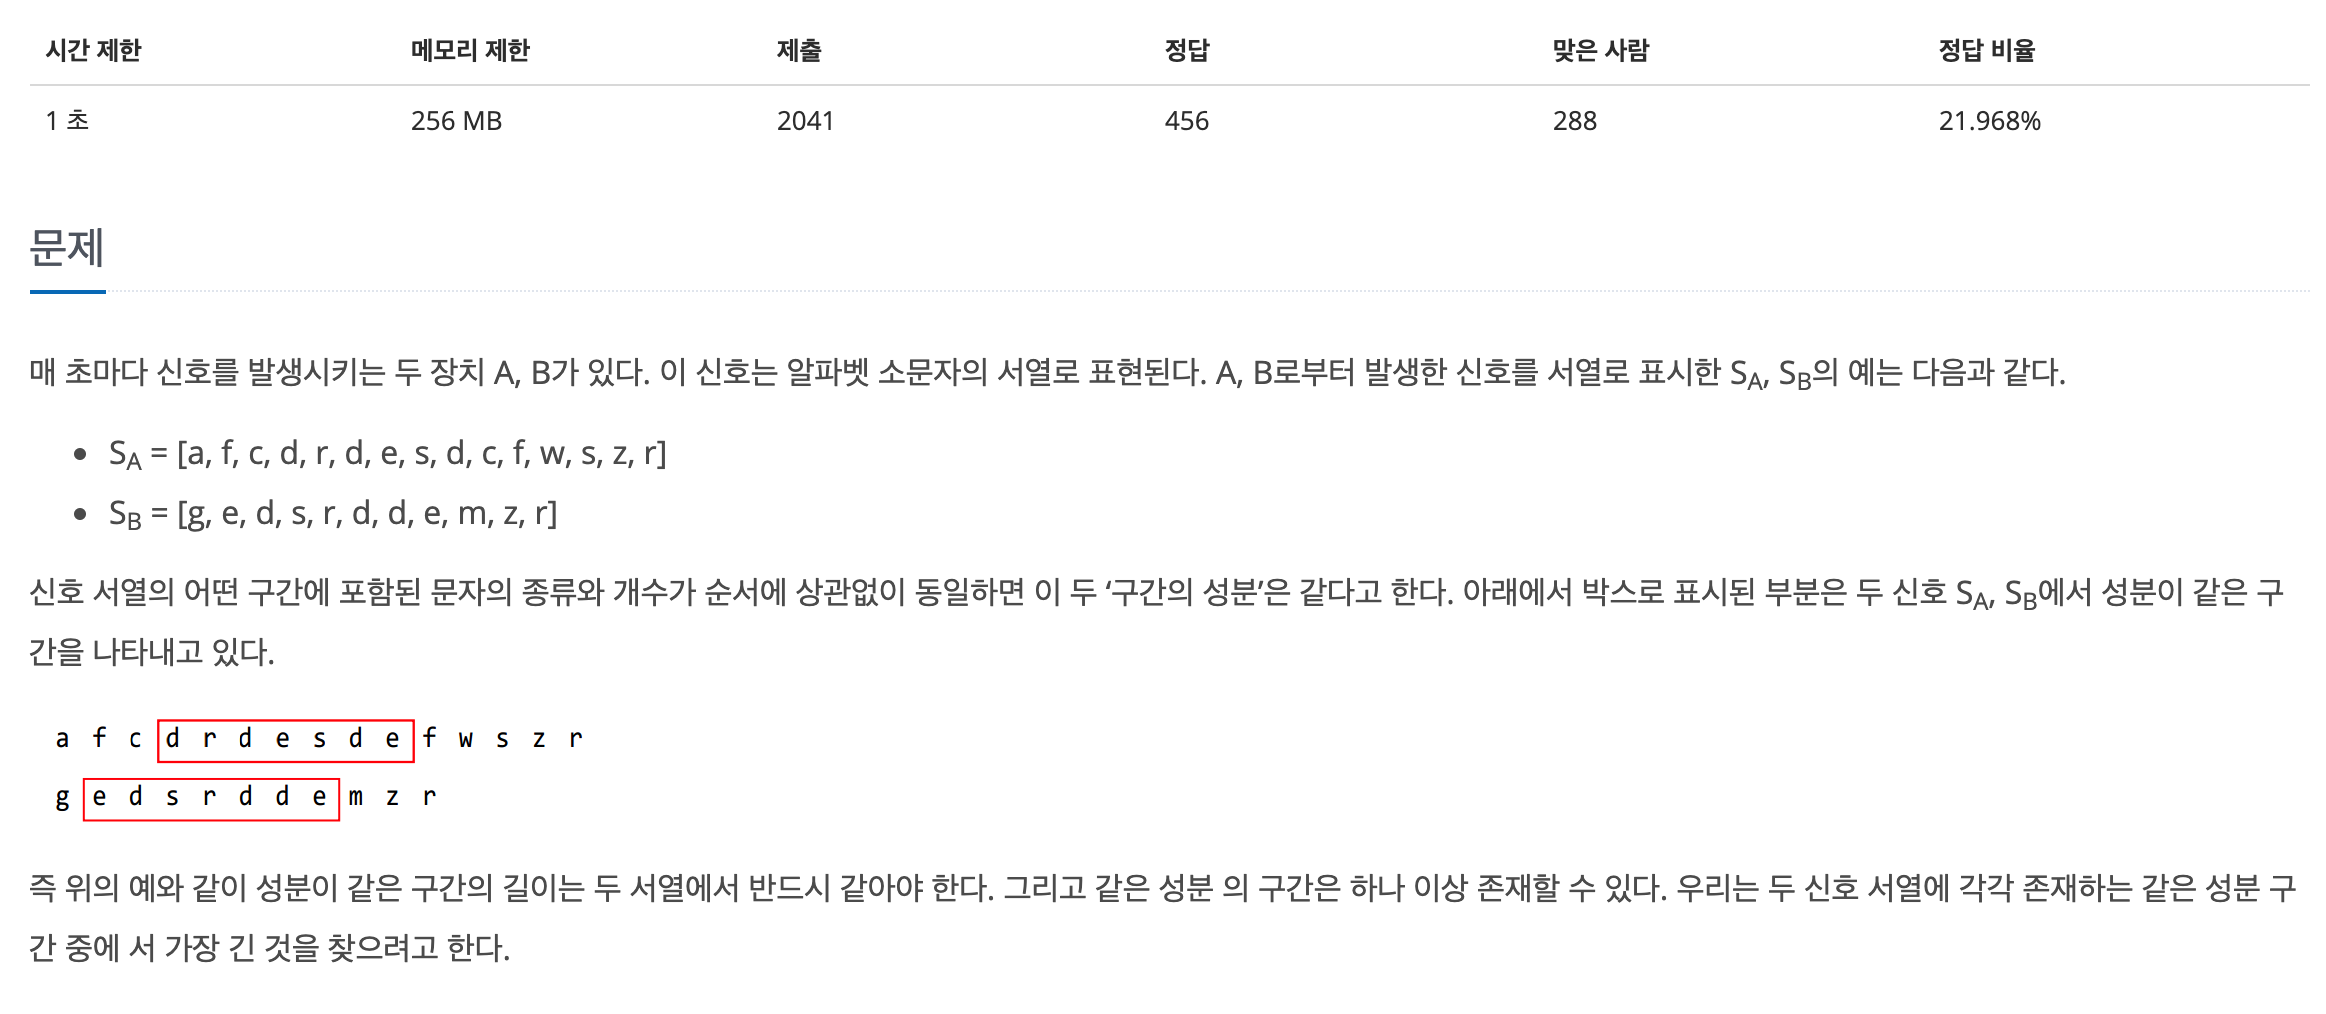 시간 제한 메모리 제한 제출 정답 맞은 사람 정답 비율
1 초 256 MB 2041 456 288 21.968%
문제
매 초마다 신호를 발생시키는 두 장치 A, B가 있다. 이 신호는 알파벳 소문자의 서열로 표현된다. A, B로부터 발생한 신호를 서열로 표시한 SA, SB의 예는 다음과 같다.
• SA = [a, f, c, d, r, d, e, s, d, c, f, w, s, z, r]
• SB = [g, e, d, s, r, d, d, e, m, z, r]
신호 서열의 어떤 구간에 포함된 문자의 종류와 개수가 순서에 상관없이 동일하면 이 두 ‘구간의 성분’은 같다고 한다. 아래에서 박스로 표시된 부분은 두 신호 SA, SB에서 성분이 같은 구
간을 나타내고 있다.
a f c d r d e s d e f w s z r
g e d s r d d e m z r
즉 위의 예와 같이 성분이 같은 구간의 길이는 두 서열에서 반드시 같아야 한다. 그리고 같은 성분 의 구간은 하나 이상 존재할 수 있다. 우리는 두 신호 서열에 각각 존재하는 같은 성분 구
간 중에 서 가장 긴 것을 찾으려고 한다.